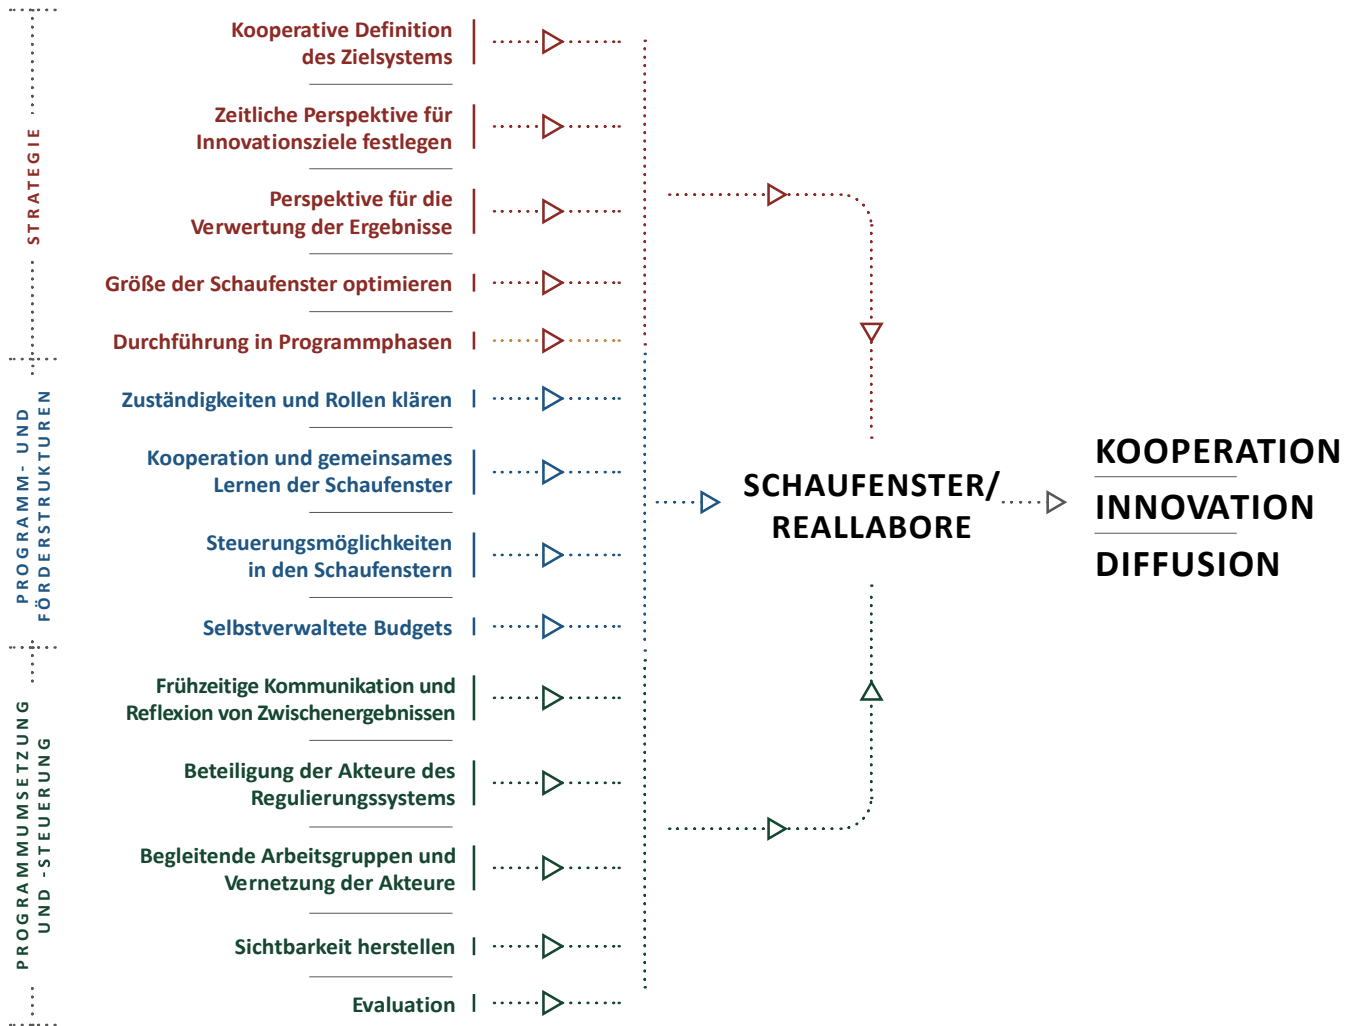 STRATEGIE
Kooperative Definition
des Zielsystems
Zeitliche Perspektive für
Innovationsziele festlegen
Perspektive für die
Verwertung der Ergebnisse
Größe der Schaufenster optimieren
Durchführung in Programmphasen
PROGRAMM- UND
FÖRDERSTRUKTUREN
Zuständigkeiten und Rollen klären
Kooperation und gemeinsames
Lernen der Schaufenster
Steuerungsmöglichkeiten
in den Schaufenstern
Selbstverwaltete Budgets
PROGRAMMUMSETZUNG
UND -STEUERUNG
Frühzeitige Kommunikation und
Reflexion von Zwischenergebnissen
Beteiligung der Akteure des
Regulierungssystems
Begleitende Arbeitsgruppen und
Vernetzung der Akteure
Sichtbarkeit herstellen
Evaluation
SCHAUFENSTER/
REALLABORE
KOOPERATION
INNOVATION
DIFFUSION